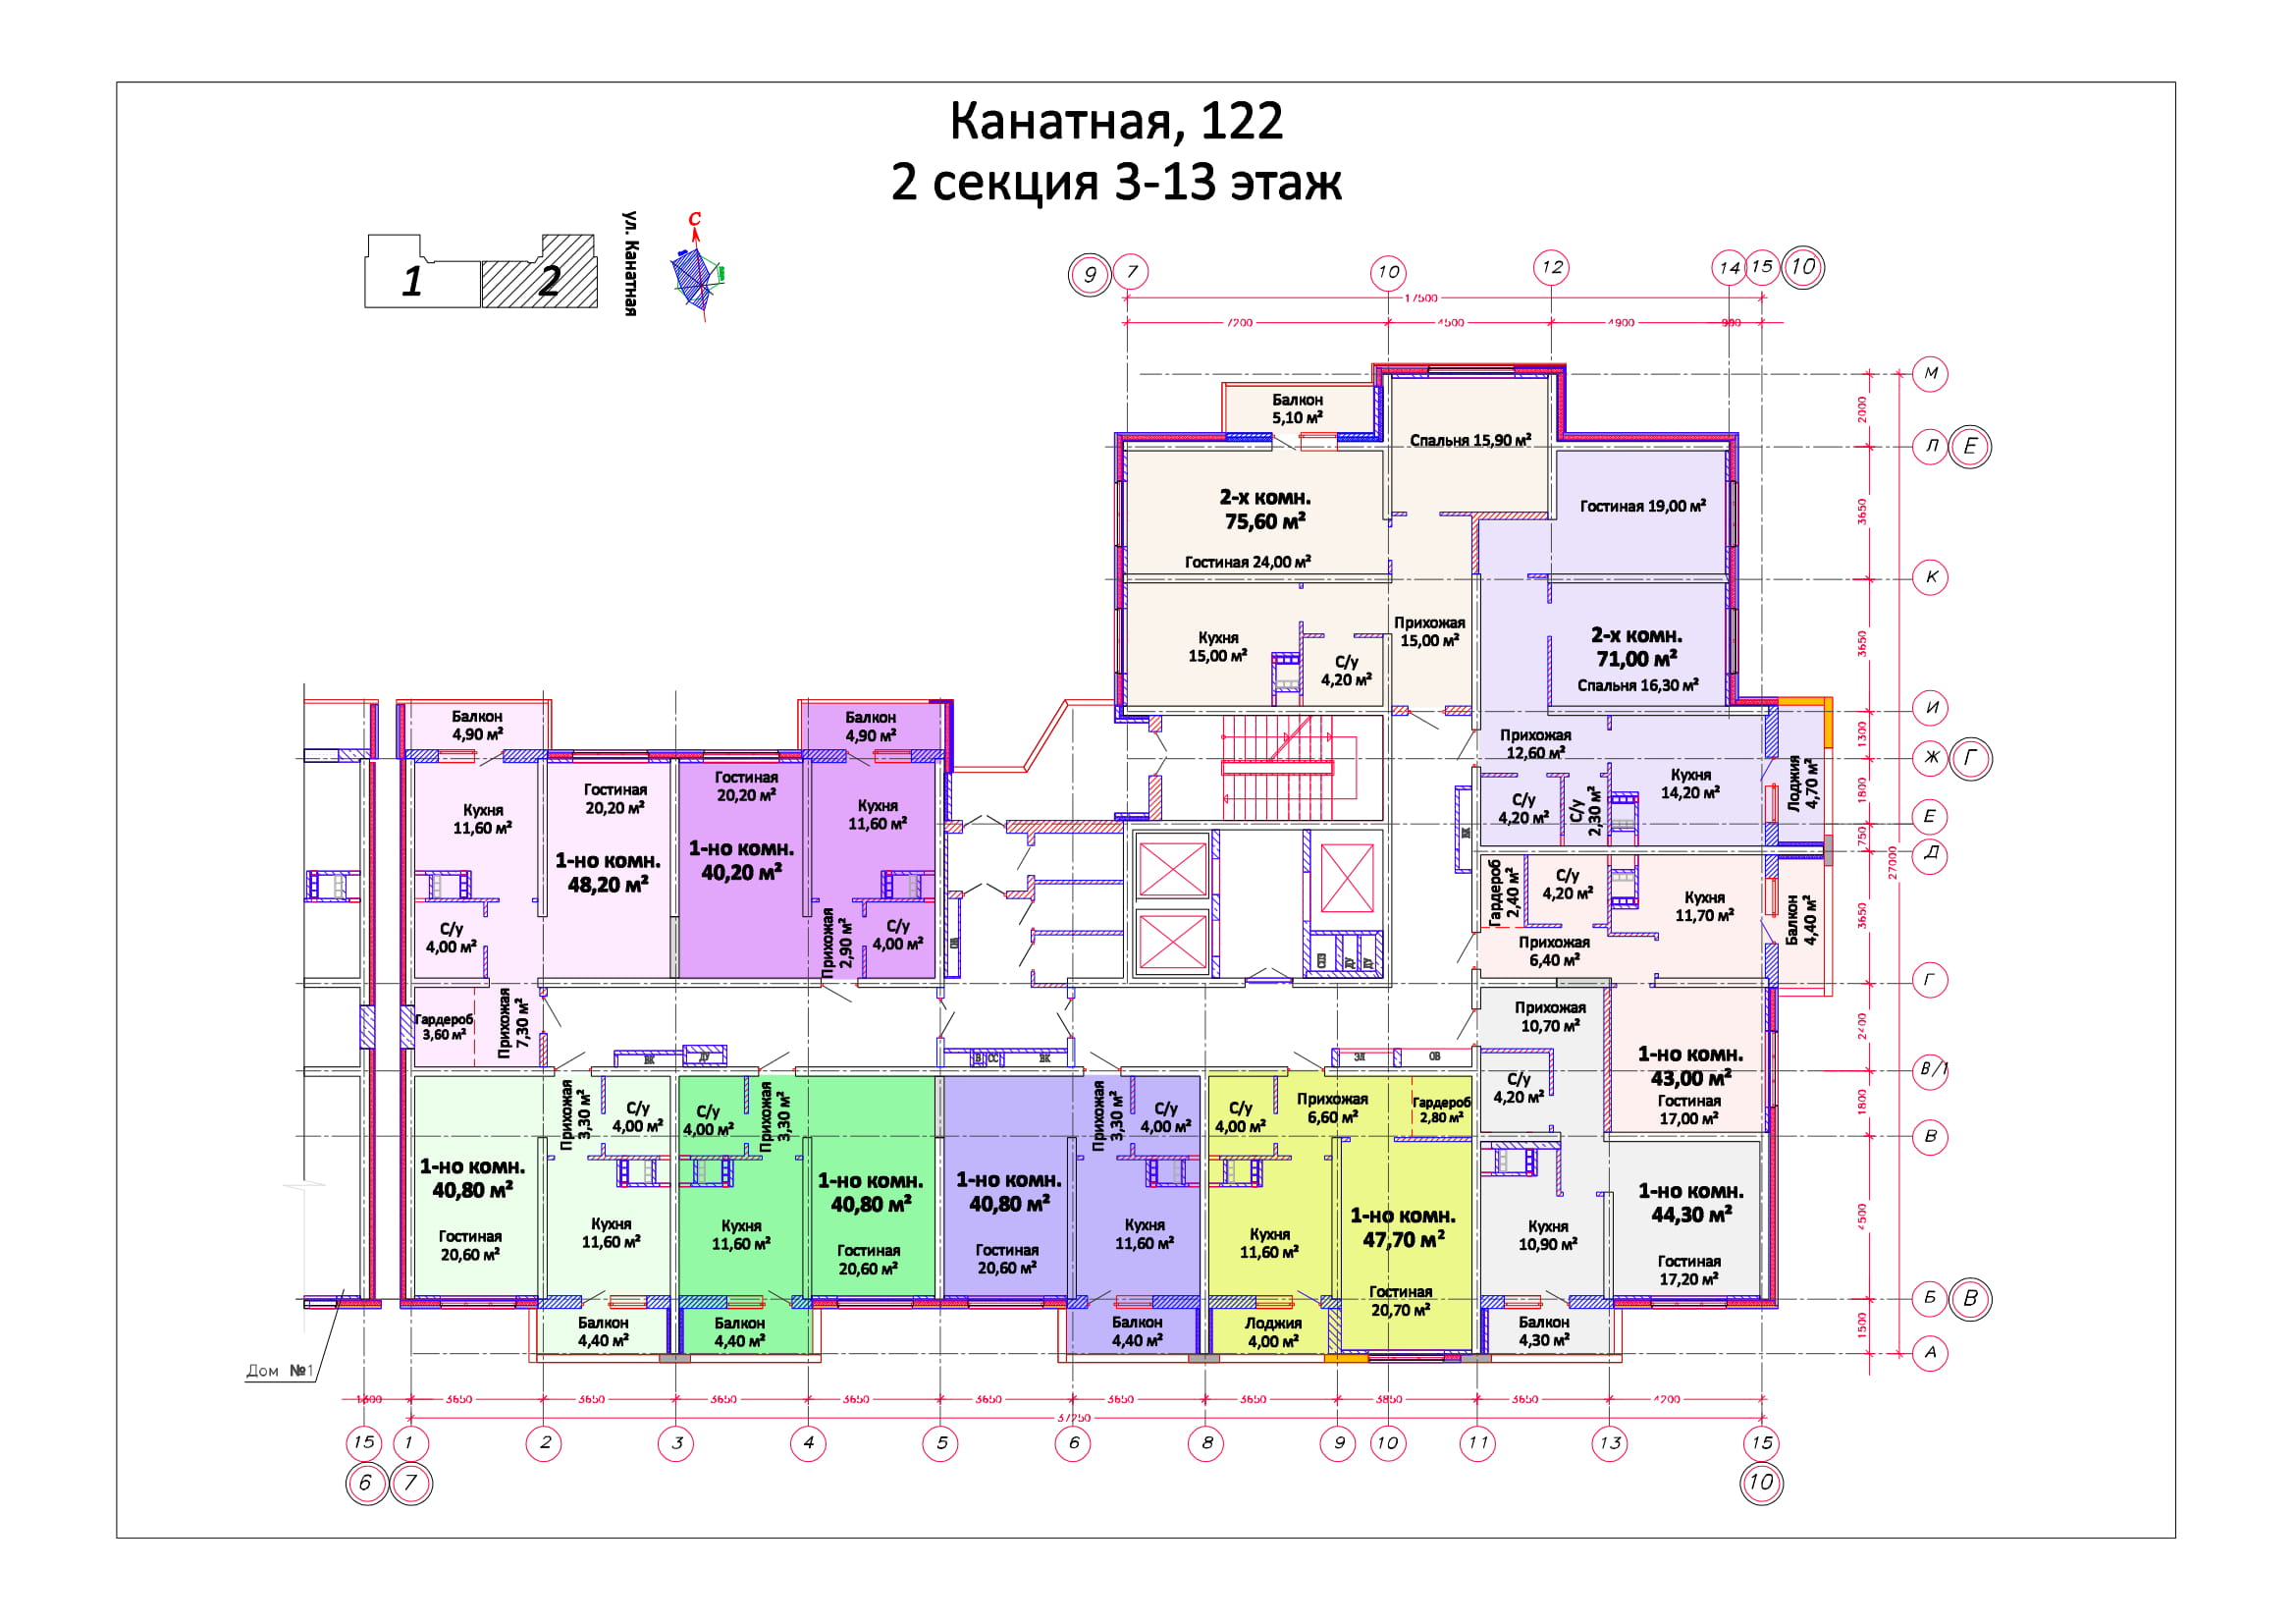 Канатная, 122
2 секция 3-13 этаж
1
2
ул. Канатная
С
9
7
10
12
14
15
10
17500
7200
4500
4900
900
М
Л
Е
К
И
Ж
Г
Е
Д
Г
В/1
В
Б
В
А
2000
3650
3650
1300
1800
750
3650
2400
1800
4500
1500
27000
Балкон
5,10 м²
Спальня 15,90 м²
2-х комн.
75,60 м²
Гостиная 24,00 м²
Кухня
15,00 м²
С/у
4,20 м²
Прихожая
15,00 м²
Гостиная 19,00 м²
2-х комн.
71,00 м²
Спальня 16,30 м²
Прихожая
12,60 м²
Кухня
14,20 м²
Лоджия
4,70 м²
С/у
4,20 м²
С/у
2,30 м²
ВК
Балкон
4,90 м²
Кухня
11,60 м²
Гостиная
20,20 м²
1-но комн.
48,20 м²
С/у
4,00 м²
Гардероб
3,60 м²
Прихожая
7,30 м²
Балкон
4,90 м²
Гостиная
20,20 м²
Кухня
11,60 м²
1-но комн.
40,20 м²
Прихожая
2,90 м²
С/у
4,00 м²
ОВ
СПЗ
ДУ
ДУ
Гардероб
2,40 м²
С/у
4,20 м²
Кухня
11,70 м²
Балкон
4,40 м²
Прихожая
6,40 м²
1-но комн.
43,00 м²
Гостиная
17,00 м²
Прихожая
10,70 м²
С/у
4,20 м²
1-но комн.
44,30 м²
Кухня
10,90 м²
Гостиная
17,20 м²
Балкон
4,30 м²
ВК
ДУ
В
СС
ВК
ЭЛ
ОВ
Прихожая
3,30 м²
С/у
4,00 м²
1-но комн.
40,80 м²
Гостиная
20,60 м²
Кухня
11,60 м²
Балкон
4,40 м²
С/у
4,00 м²
Прихожая
3,30 м²
1-но комн.
40,80 м²
Кухня
11,60 м²
Гостиная
20,60 м²
Балкон
4,40 м²
Прихожая
3,30 м²
С/у
4,00 м²
1-но комн.
40,80 м²
Гостиная
20,60 м²
Кухня
11,60 м²
Балкон
4,40 м²
С/у
4,00 м²
Прихожая
6,60 м²
Гардероб
2,80 м²
1-но комн.
47,70 м²
Кухня
11,60 м²
Гостиная
20,70 м²
Лоджия
4,00 м²
Дом №1
3650
3650
3650
3650
3650
3650
3650
3850
3650
4200
37250
15
1
2
3
4
5
6
8
9
10
11
13
15
6
7
10